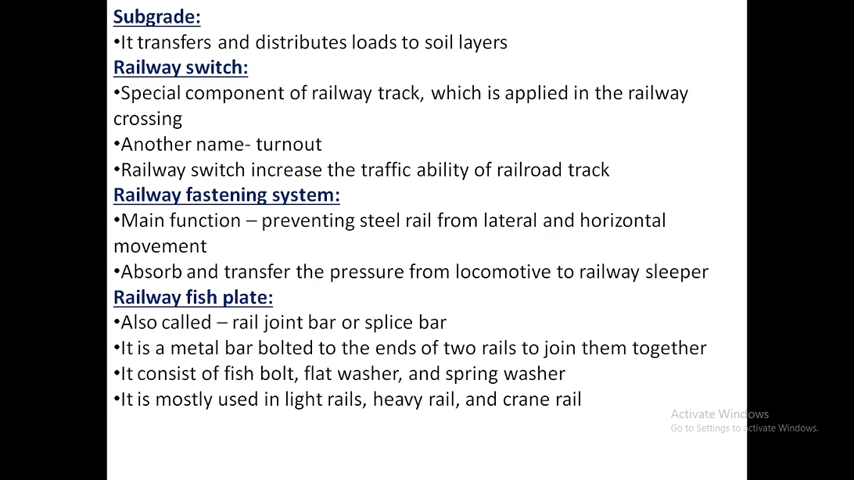 Subgrade:
•It transfers and distributes loads to soil layers
Railway switch:
•Special component of railway track, which is applied in the railway
crossing
•Another name- turnout
•Railway switch increase the traffic ability of railroad track
Railway fastening system:
•Main function – preventing steel rail from lateral and horizontal
movement
•Absorb and transfer the pressure from locomotive to railway sleeper
Railway fish plate:
•Also called – rail joint bar or splice bar
•It is a metal bar bolted to the ends of two rails to join them together
•It consist of fish bolt, flat washer, and spring washer
•It is mostly used in light rails, heavy rail, and crane rail
Activate Windows
Go to Settings to activate Windows.